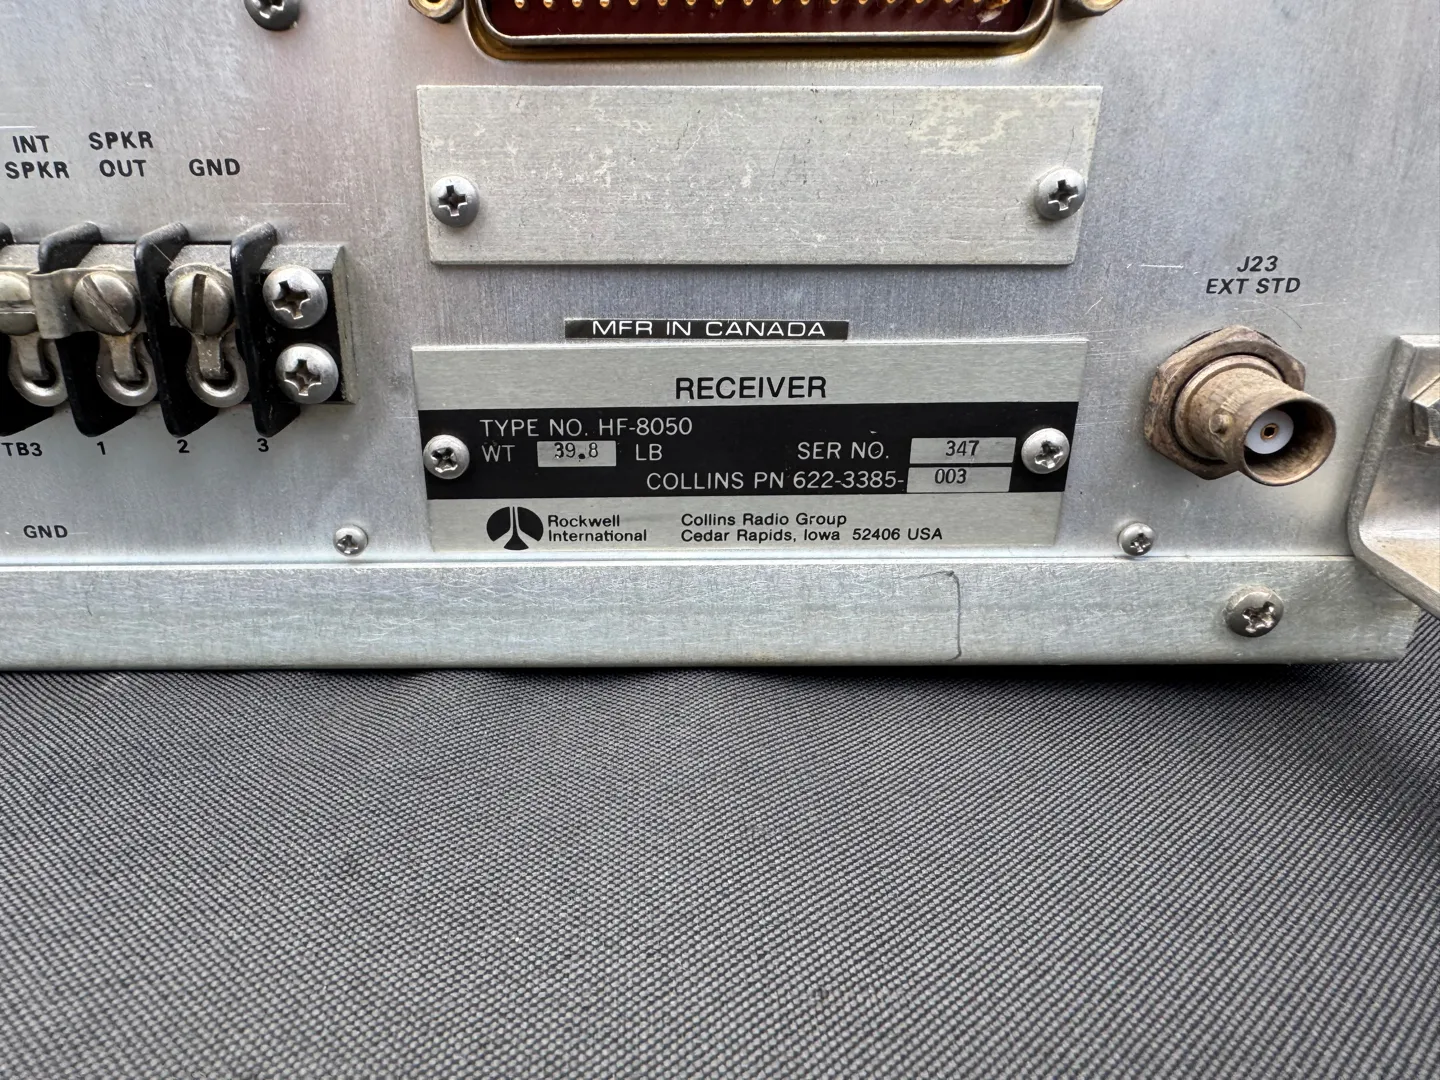 INT SPKR
SPKR OUT GND
TB3 1 2 3
GND
MFR IN CANADA
RECEIVER
TYPE NO. HF-8050
WT 39.8 LB SER NO. 347
COLLINS PN 622-3385-003
Rockwell International
Collins Radio Group
Cedar Rapids, Iowa 52406 USA
J23
EXT STD